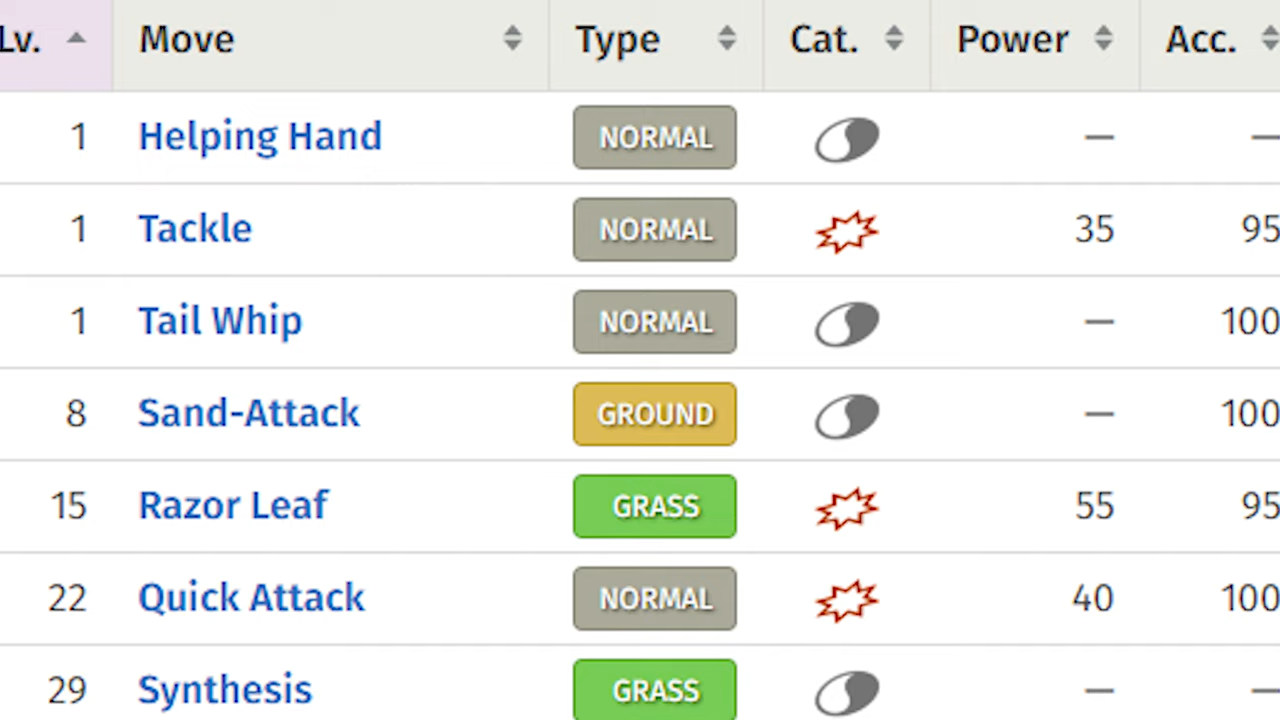 Lv. Move Type Cat. Power Acc.
1 Helping Hand NORMAL — —
1 Tackle NORMAL 35 95
1 Tail Whip NORMAL — 100
8 Sand-Attack GROUND — 100
15 Razor Leaf GRASS 55 95
22 Quick Attack NORMAL 40 100
29 Synthesis GRASS — —